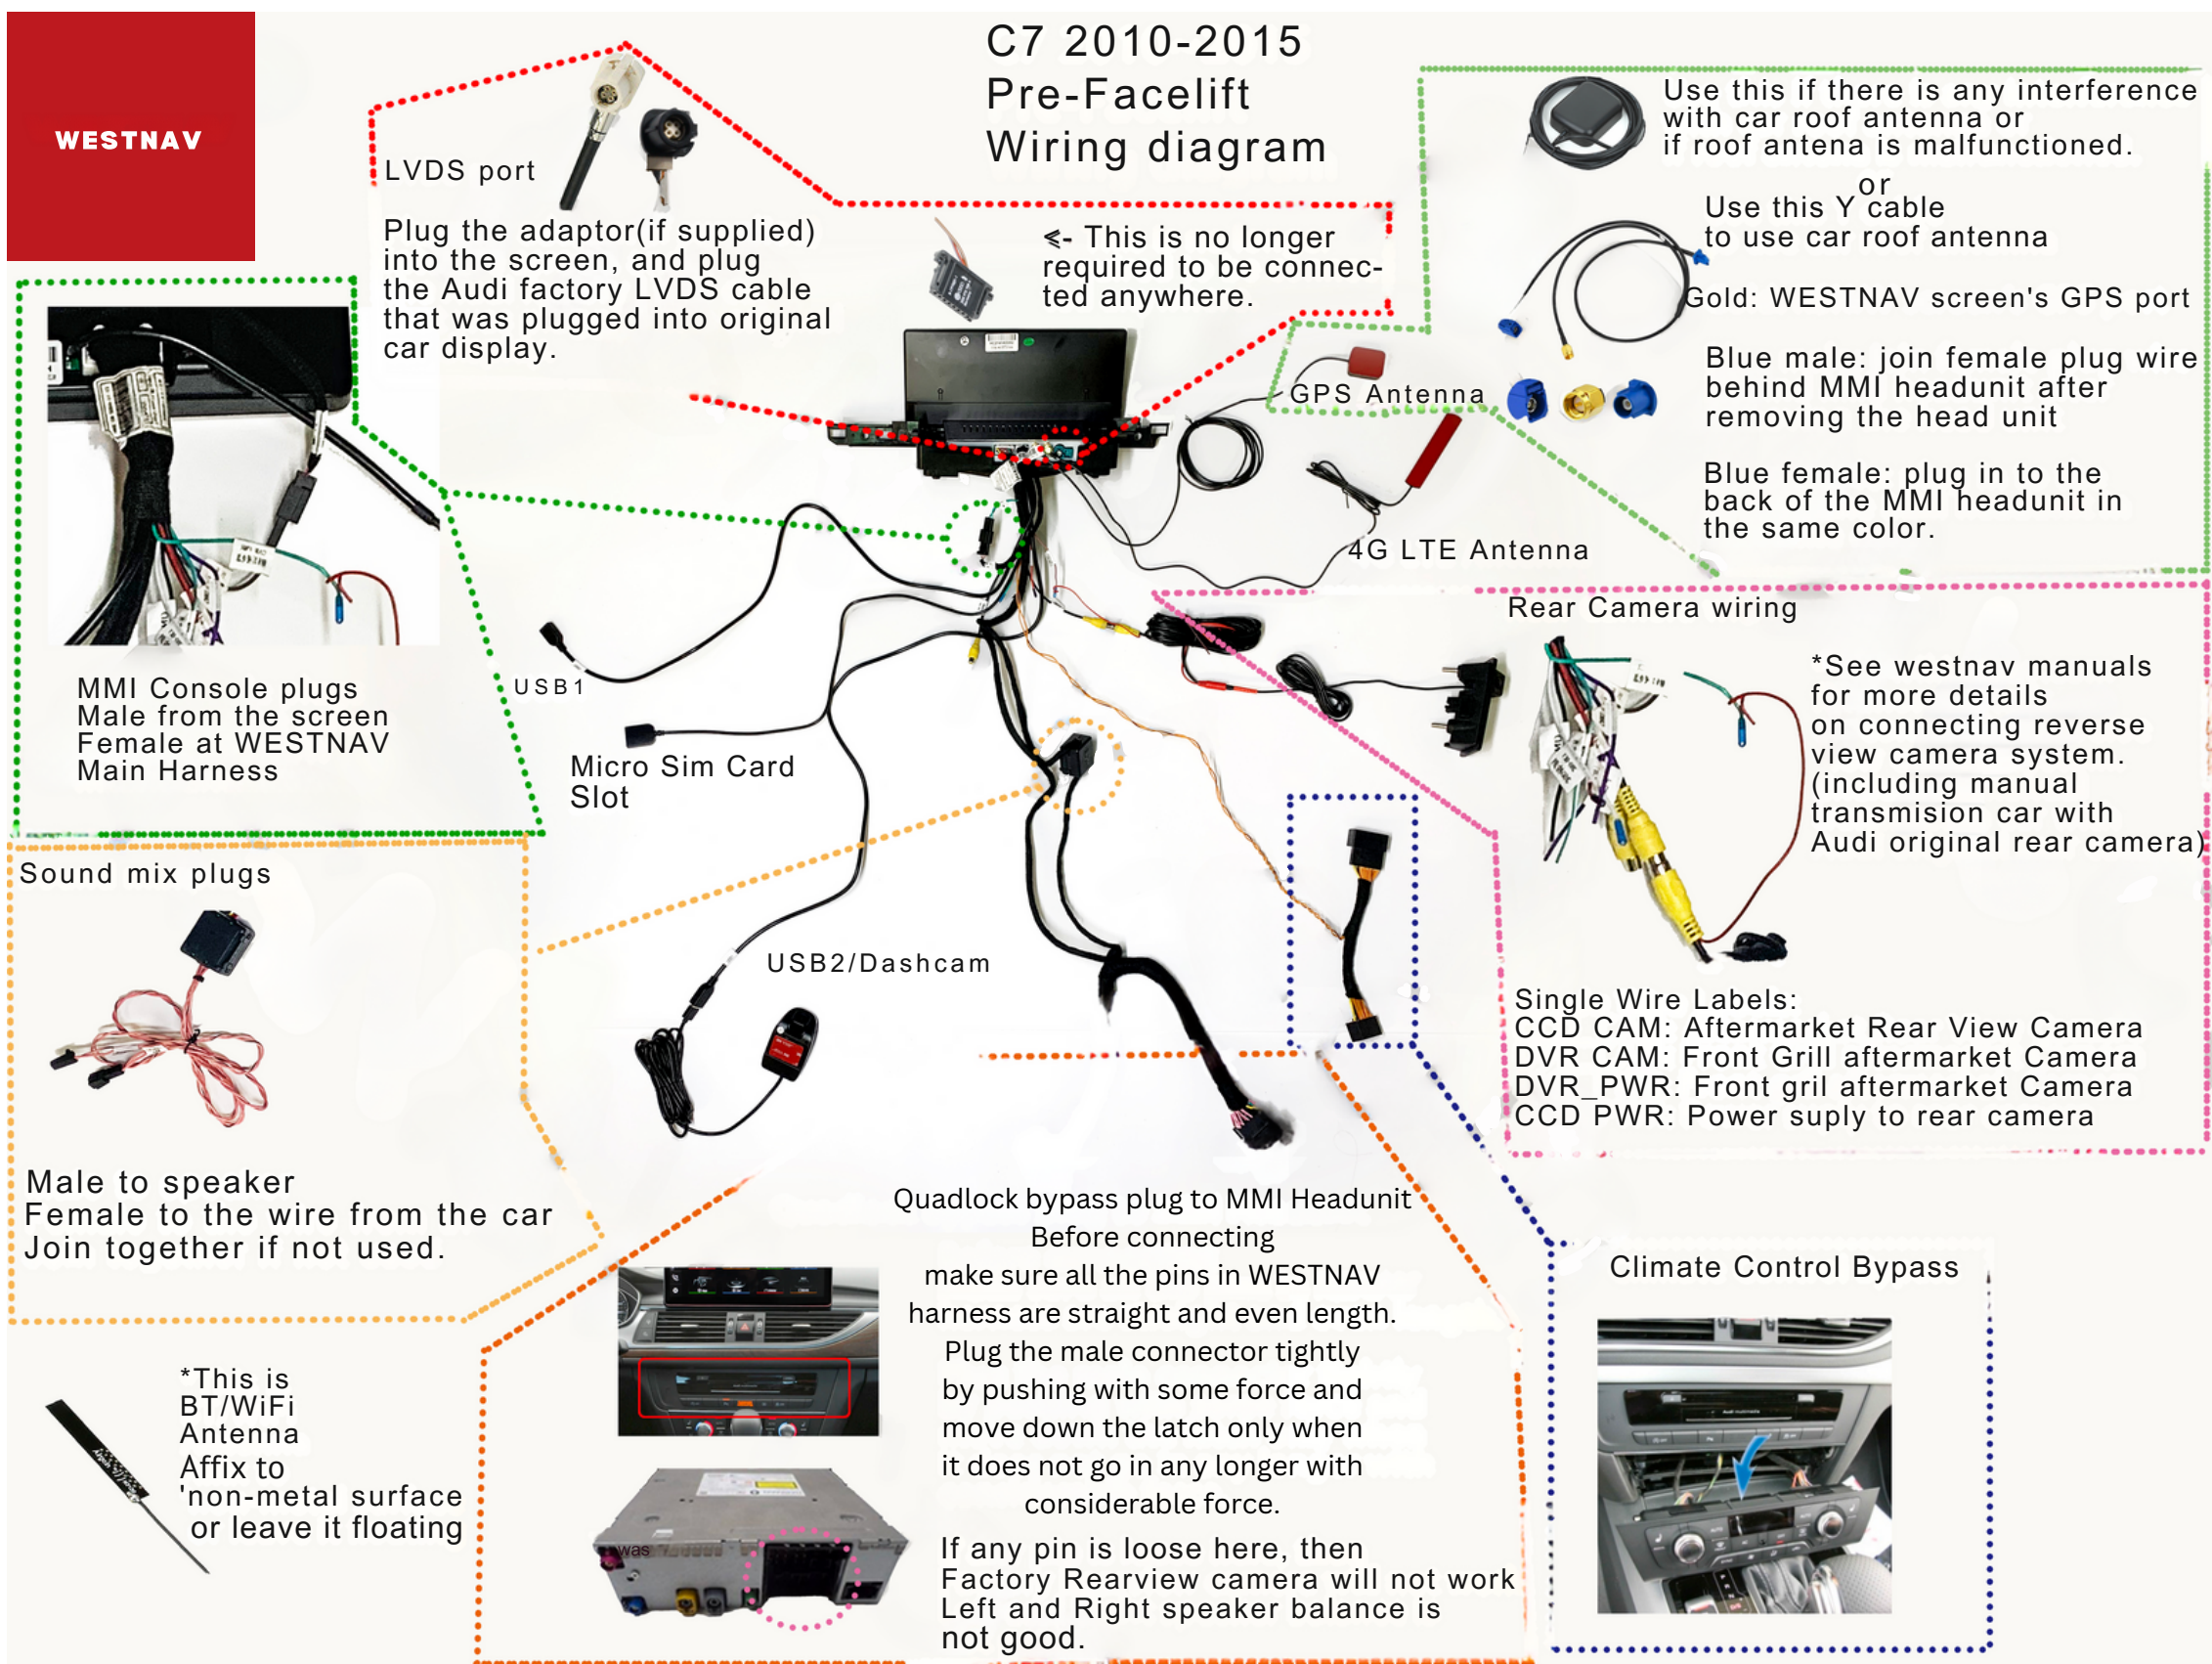 WESTNAV
C7 2010-2015
Pre-Facelift
Wiring diagram
LVDS port
Plug the adaptor(if supplied)
into the screen, and plug
the Audi factory LVDS cable
that was plugged into original
car display.
<- This is no longer
required to be connec-
ted anywhere.
Use this if there is any interference
with car roof antenna or
if roof antena is malfunctioned.
or
Use this Y cable
to use car roof antenna
Gold: WESTNAV screen's GPS port
Blue male: join female plug wire
behind MMI headunit after
removing the head unit
Blue female: plug in to the
back of the MMI headunit in
the same color.
GPS Antenna
4G LTE Antenna
MMI Console plugs
Male from the screen
Female at WESTNAV
Main Harness
USB1
Micro Sim Card
Slot
USB2/Dashcam
Rear Camera wiring
*See westnav manuals
for more details
on connecting reverse
view camera system.
(including manual
transmision car with
Audi original rear camera)
Single Wire Labels:
CCD CAM: Aftermarket Rear View Camera
DVR CAM: Front Grill aftermarket Camera
DVR_PWR: Front gril aftermarket Camera
CCD PWR: Power suply to rear camera
Sound mix plugs
Male to speaker
Female to the wire from the car
Join together if not used.
*This is
BT/WiFi
Antenna
Affix to
'non-metal surface
or leave it floating
Quadlock bypass plug to MMI Headunit
Before connecting
make sure all the pins in WESTNAV
harness are straight and even length.
Plug the male connector tightly
by pushing with some force and
move down the latch only when
it does not go in any longer with
considerable force.
If any pin is loose here, then
Factory Rearview camera will not work
Left and Right speaker balance is
not good.
was
Climate Control Bypass